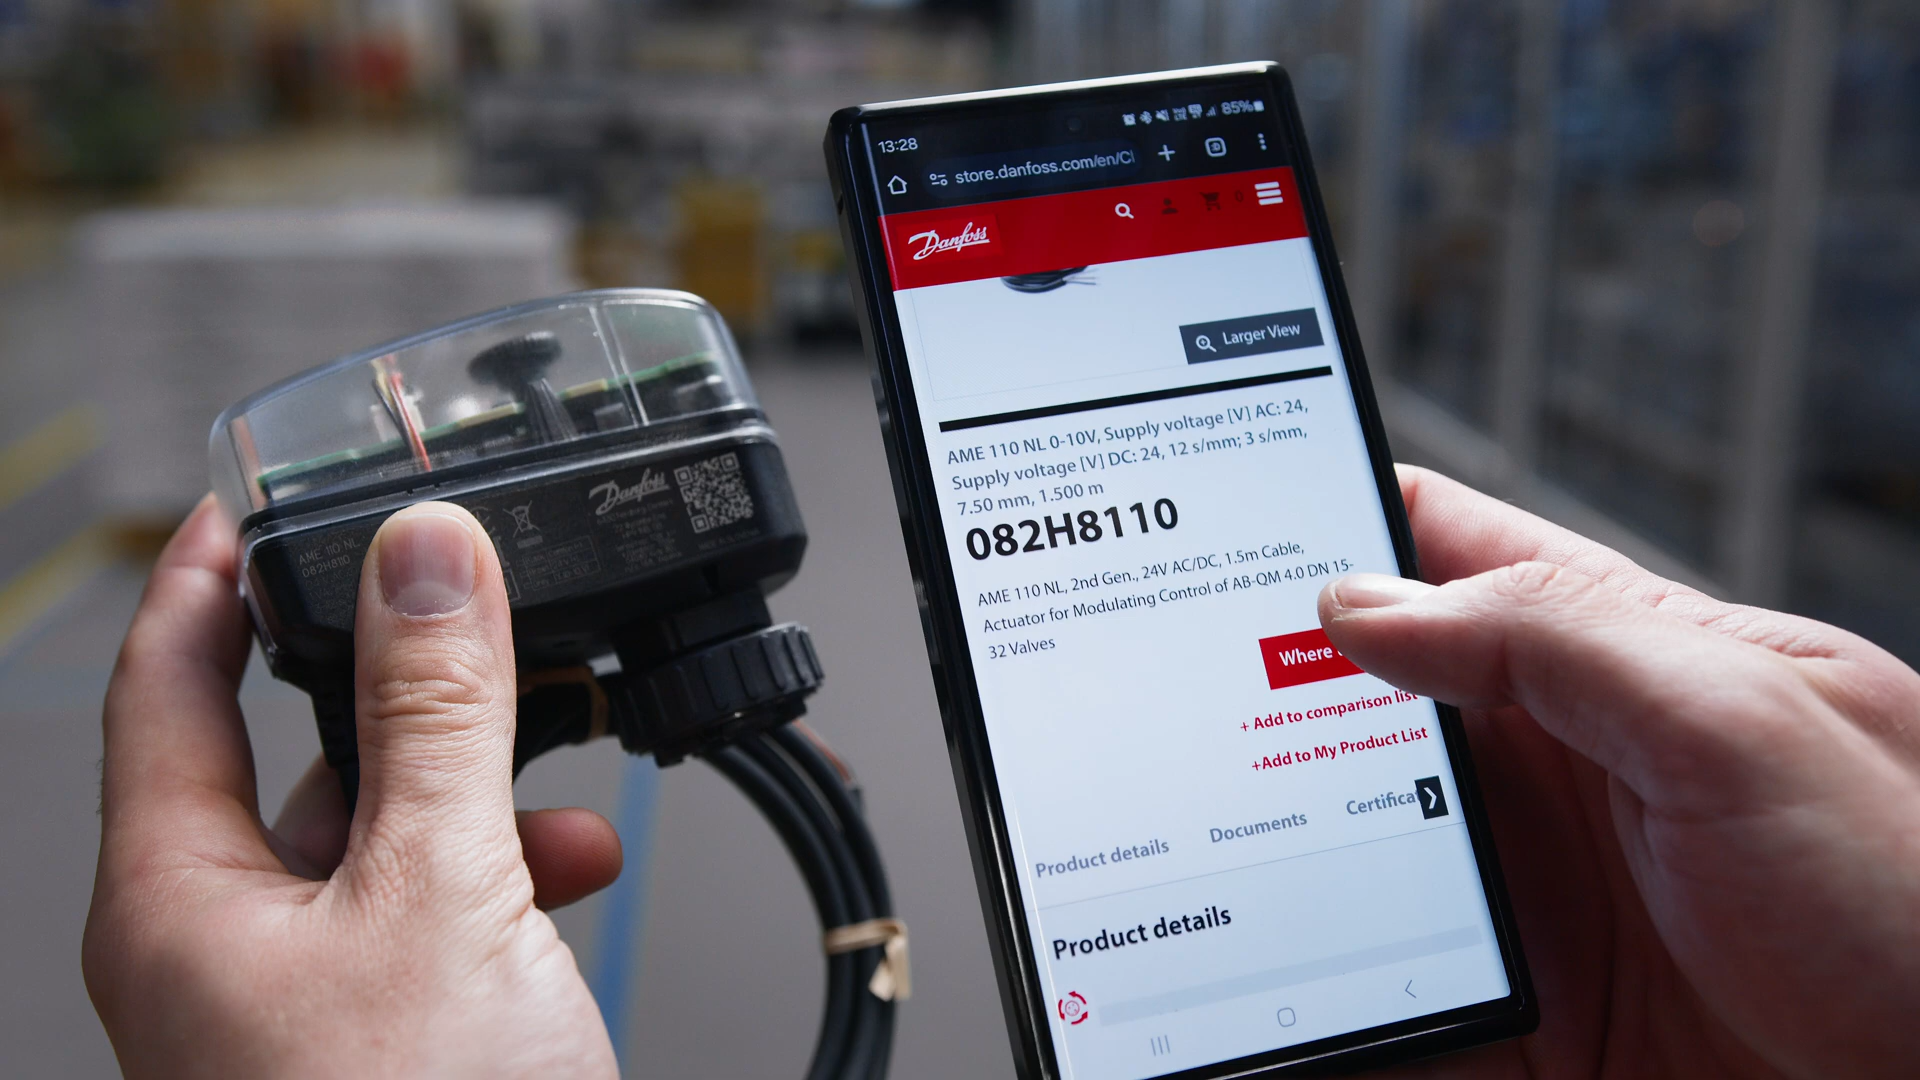 AME 110 NL
082H8110
Danfoss
13:28
85%
store.danfoss.com/en/C
Danfoss
0
Larger View
AME 110 NL 0-10V, Supply voltage [V] AC: 24,
Supply voltage [V] DC: 24, 12 s/mm; 3 s/mm,
7.50 mm, 1.500 m
082H8110
AME 110 NL, 2nd Gen., 24V AC/DC, 1.5m Cable,
Actuator for Modulating Control of AB-QM 4.0 DN 15-
32 Valves
Where
+ Add to comparison list
+Add to My Product List
Product details
Documents
Certifica
Product details